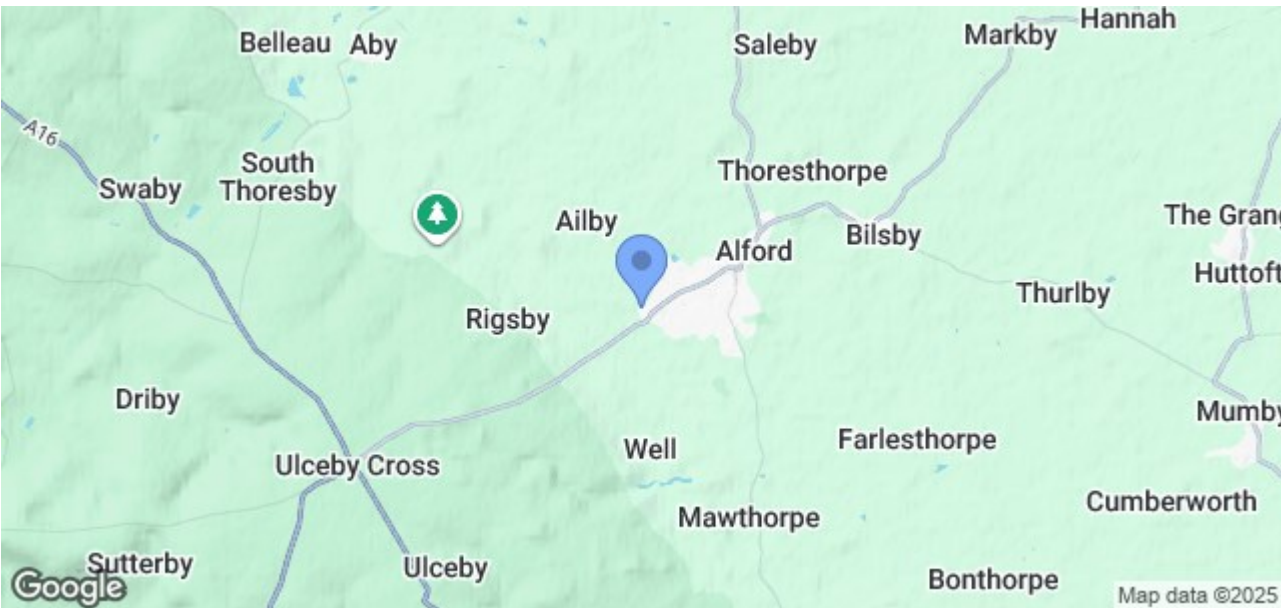 Hannah
Belleau
Aby
Saleby
Markby
A16
South
Thoresby
Thoresthorpe
Swaby
Ailby
The Grang
Bilsby
Alford
Huttoft
Thurlby
Rigsby
Driby
Mumby
Farlesthorpe
Well
Ulceby Cross
Cumberworth
Mawthorpe
Sutterby
Ulceby
Bonthorpe
Google
Map data ©2025